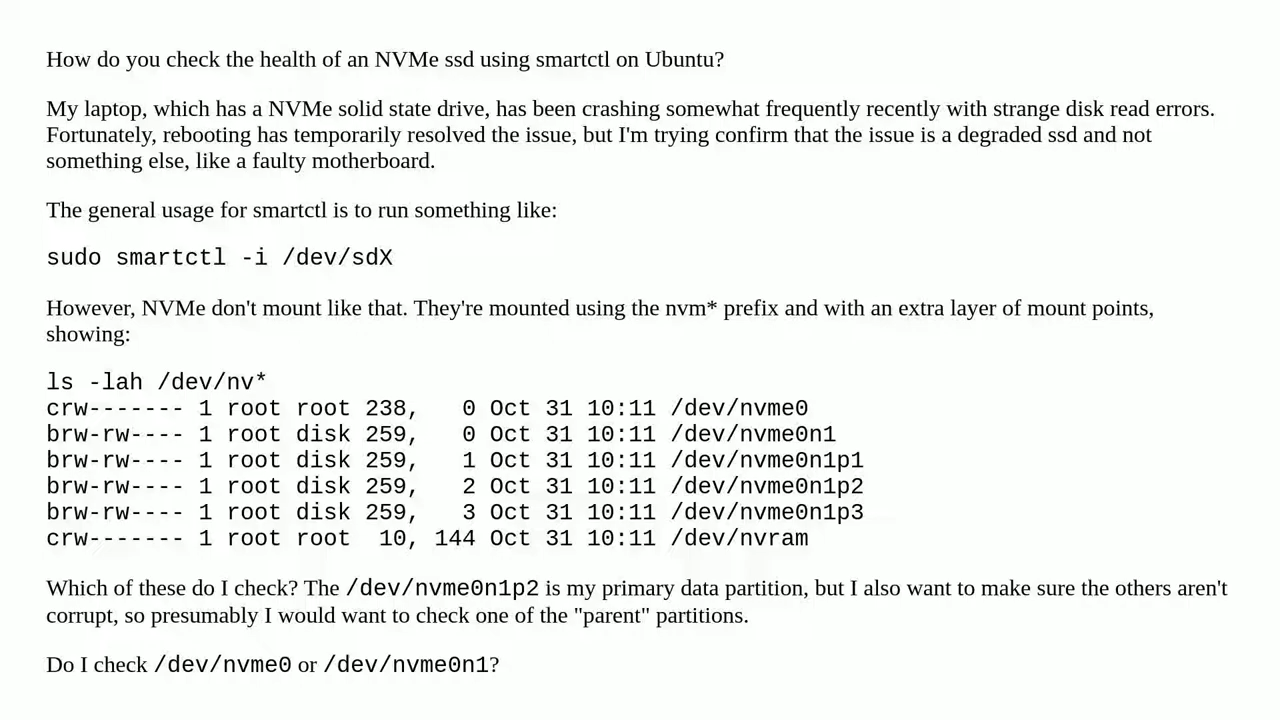 How do you check the health of an NVMe ssd using smartctl on Ubuntu?
My laptop, which has a NVMe solid state drive, has been crashing somewhat frequently recently with strange disk read errors.
Fortunately, rebooting has temporarily resolved the issue, but I'm trying confirm that the issue is a degraded ssd and not
something else, like a faulty motherboard.
The general usage for smartctl is to run something like:
sudo smartctl -i /dev/sdX
However, NVMe don't mount like that. They're mounted using the nvm* prefix and with an extra layer of mount points,
showing:
ls -lah /dev/nv*
crw------- 1 root root 238,   0 Oct 31 10:11 /dev/nvme0
brw-rw---- 1 root disk 259,   0 Oct 31 10:11 /dev/nvme0n1
brw-rw---- 1 root disk 259,   1 Oct 31 10:11 /dev/nvme0n1p1
brw-rw---- 1 root disk 259,   2 Oct 31 10:11 /dev/nvme0n1p2
brw-rw---- 1 root disk 259,   3 Oct 31 10:11 /dev/nvme0n1p3
crw------- 1 root root  10, 144 Oct 31 10:11 /dev/nvram
Which of these do I check? The /dev/nvme0n1p2 is my primary data partition, but I also want to make sure the others aren't
corrupt, so presumably I would want to check one of the "parent" partitions.
Do I check /dev/nvme0 or /dev/nvme0n1?